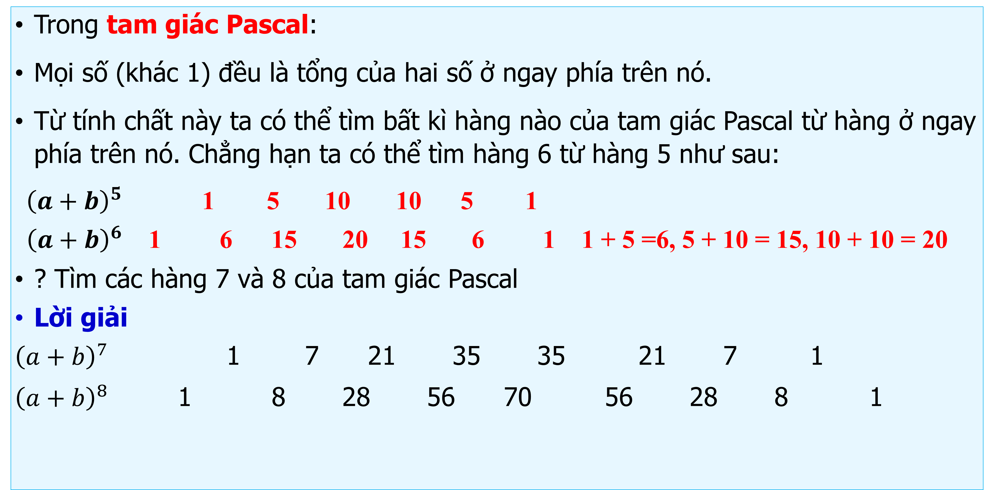 • Trong tam giác Pascal:
• Mọi số (khác 1) đều là tổng của hai số ở ngay phía trên nó.
• Từ tính chất này ta có thể tìm bất kì hàng nào của tam giác Pascal từ hàng ở ngay
phía trên nó. Chẳng hạn ta có thể tìm hàng 6 từ hàng 5 như sau:
(a + b)⁵ 1 5 10 10 5 1
(a + b)⁶ 1 6 15 20 15 6 1 1 + 5 =6, 5 + 10 = 15, 10 + 10 = 20
• ? Tìm các hàng 7 và 8 của tam giác Pascal
• Lời giải
(a + b)⁷ 1 7 21 35 35 21 7 1
(a + b)⁸ 1 8 28 56 70 56 28 8 1